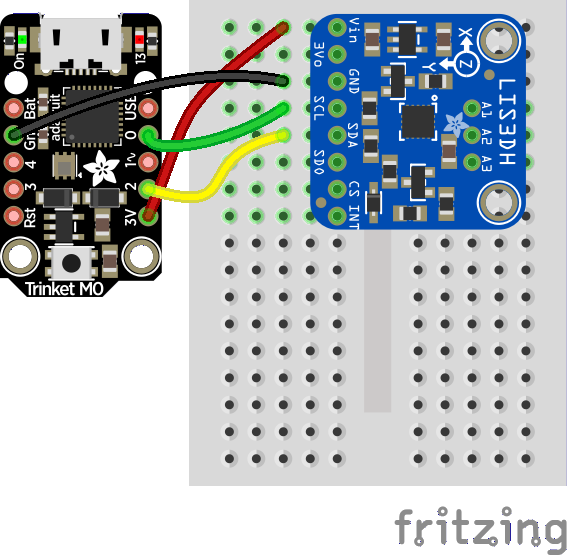 On
13
Bat
USB
Gnd
adafruit
0
4
1~
3
2
Rst
3V
Trinket M0
Vin
3Vo
GND
SCL
SDA
SDO
CS
INT
X
Y
Z
A1
A2
A3
LIS3DH
fritzing